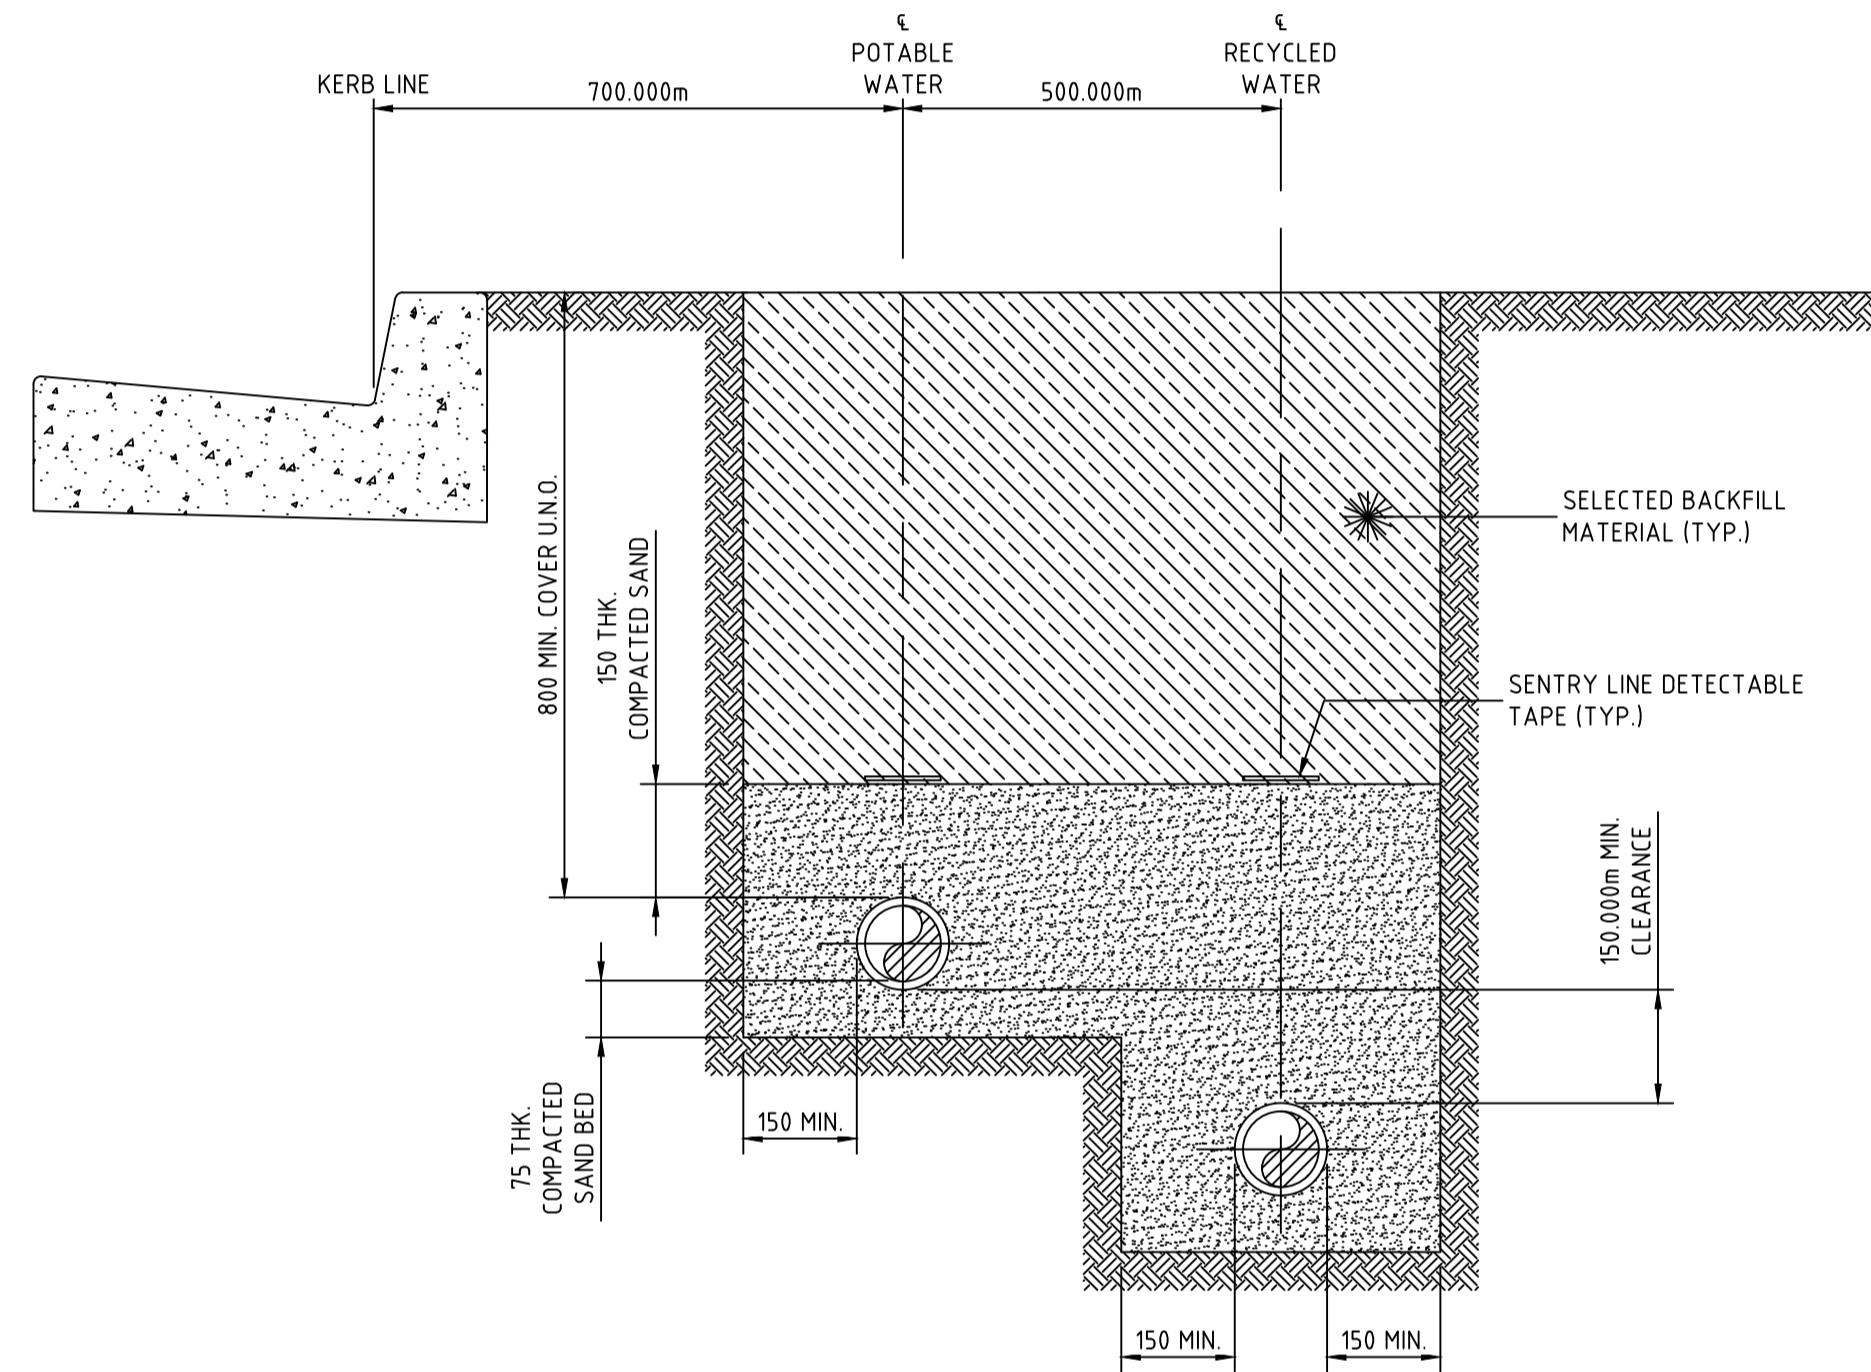 ℄
POTABLE
WATER
℄
RECYCLED
WATER
KERB LINE
700.000m
500.000m
800 MIN. COVER U.N.O.
150 THK.
COMPACTED SAND
SELECTED BACKFILL
MATERIAL (TYP.)
SENTRY LINE DETECTABLE
TAPE (TYP.)
150.000m MIN.
CLEARANCE
75 THK.
COMPACTED
SAND BED
150 MIN.
150 MIN.
150 MIN.